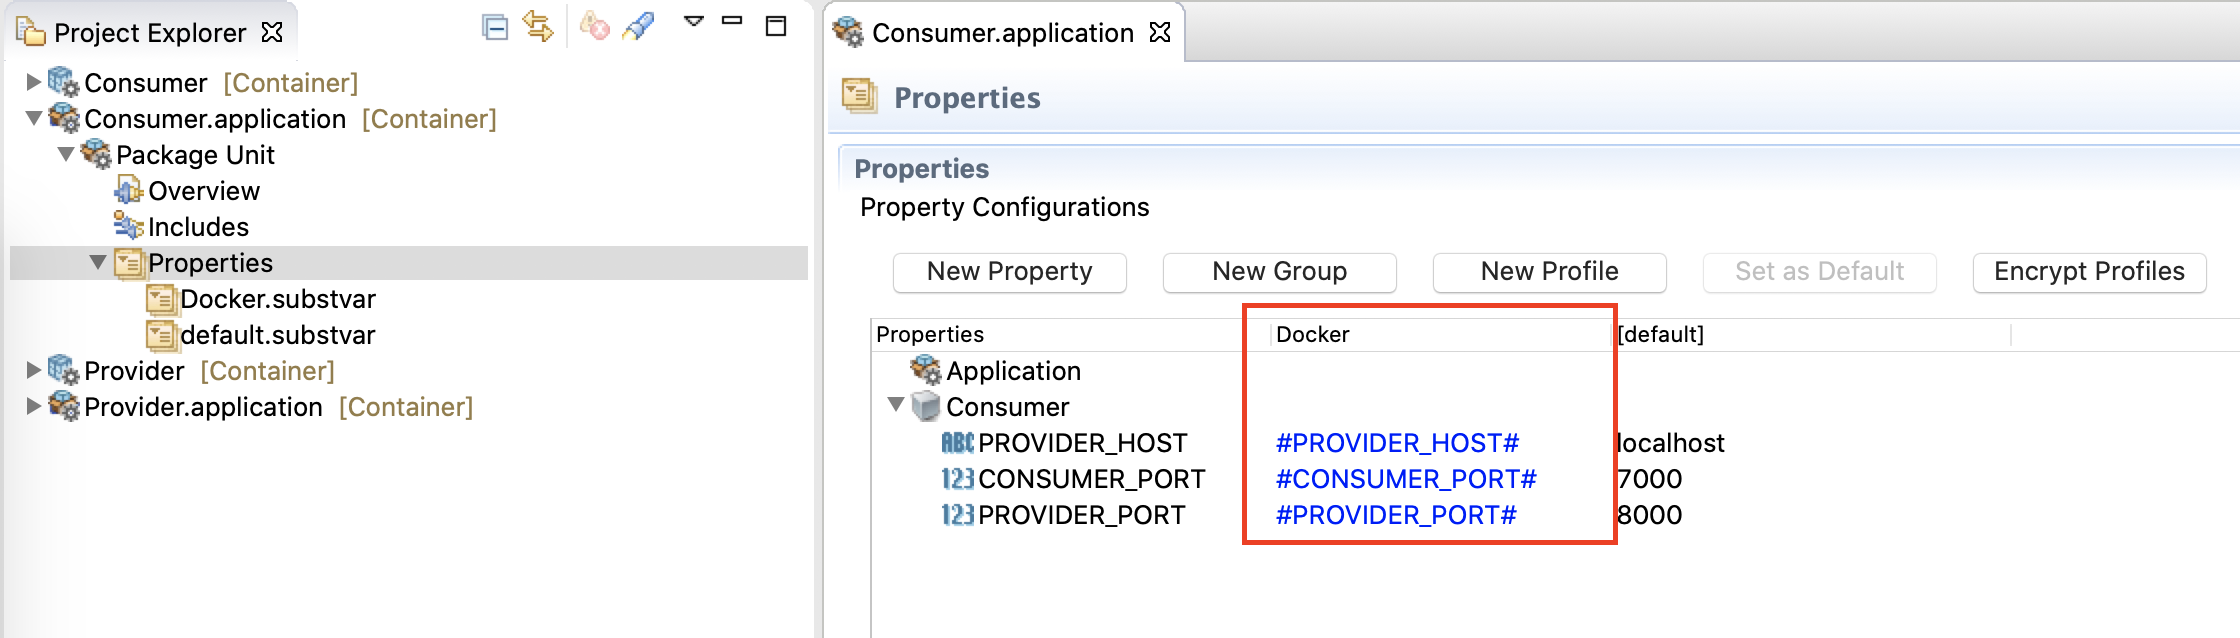 Project Explorer
Consumer [Container]
Consumer.application [Container]
Package Unit
Overview
Includes
Properties
Docker.substvar
default.substvar
Provider [Container]
Provider.application [Container]
Consumer.application
Properties
Properties
Property Configurations
New Property New Group New Profile Set as Default Encrypt Profiles
Properties Docker [default]
Application
Consumer
ABC PROVIDER_HOST #PROVIDER_HOST# localhost
123 CONSUMER_PORT #CONSUMER_PORT# 7000
123 PROVIDER_PORT #PROVIDER_PORT# 8000